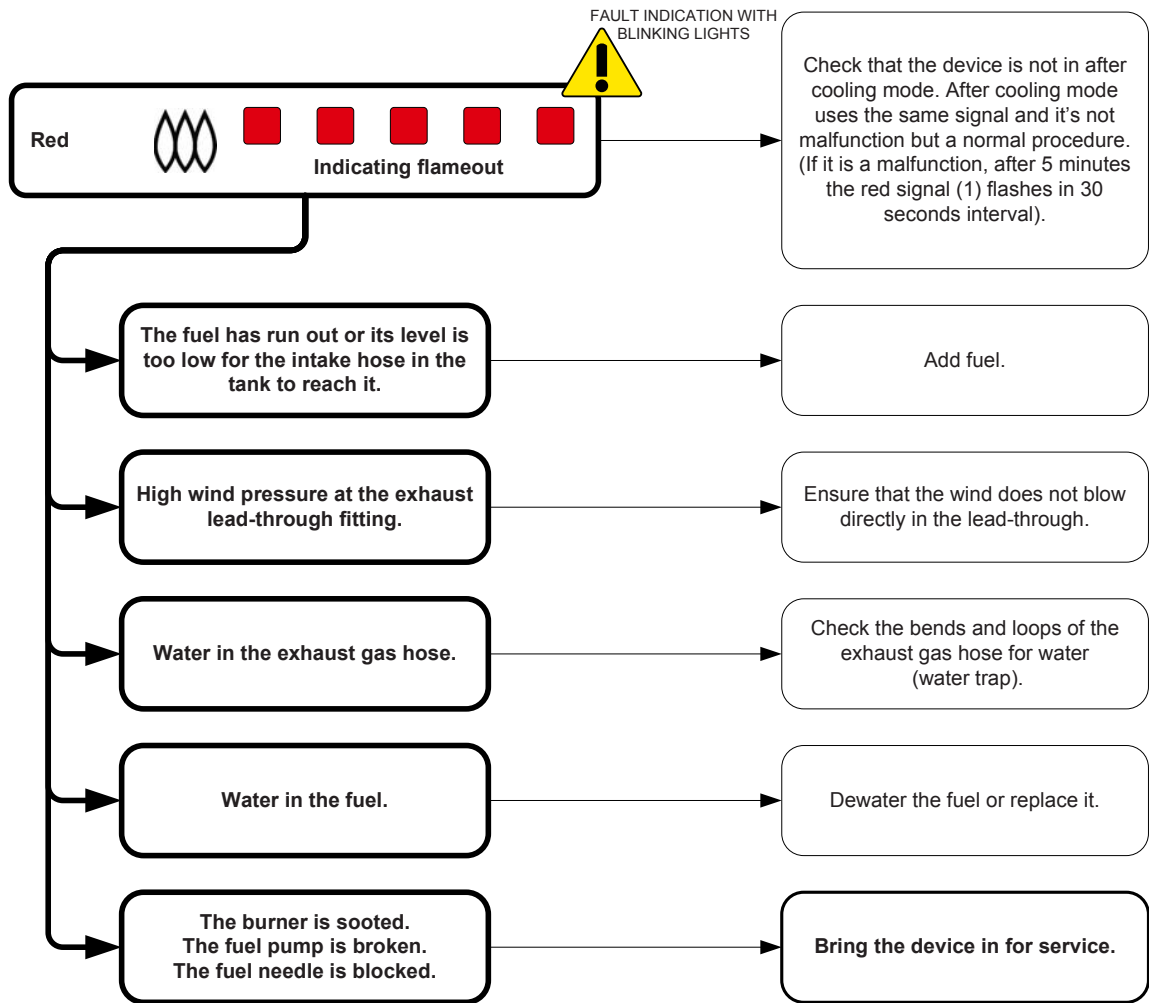 FAULT INDICATION WITH
BLINKING LIGHTS
Red
Indicating flameout
Check that the device is not in after
cooling mode. After cooling mode
uses the same signal and it's not
malfunction but a normal procedure.
(If it is a malfunction, after 5 minutes
the red signal (1) flashes in 30
seconds interval).
The fuel has run out or its level is
too low for the intake hose in the
tank to reach it.
Add fuel.
High wind pressure at the exhaust
lead-through fitting.
Ensure that the wind does not blow
directly in the lead-through.
Water in the exhaust gas hose.
Check the bends and loops of the
exhaust gas hose for water
(water trap).
Water in the fuel.
Dewater the fuel or replace it.
The burner is sooted.
The fuel pump is broken.
The fuel needle is blocked.
Bring the device in for service.